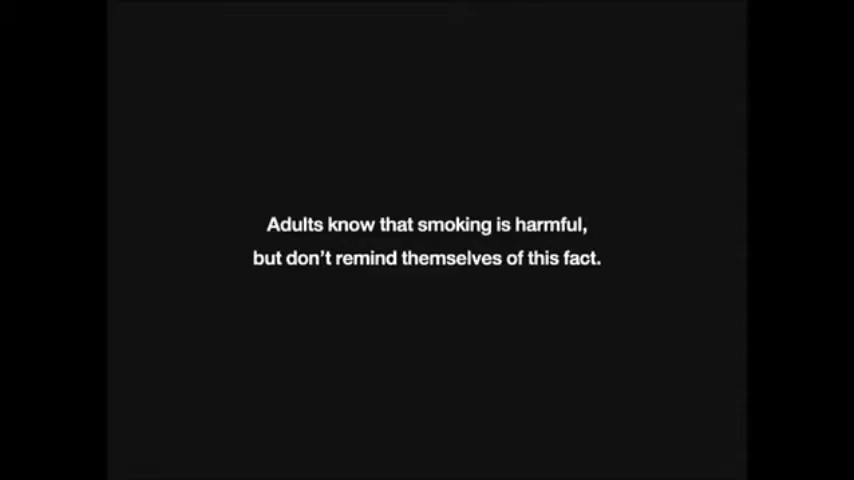 Adults know that smoking is harmful,
but don’t remind themselves of this fact.